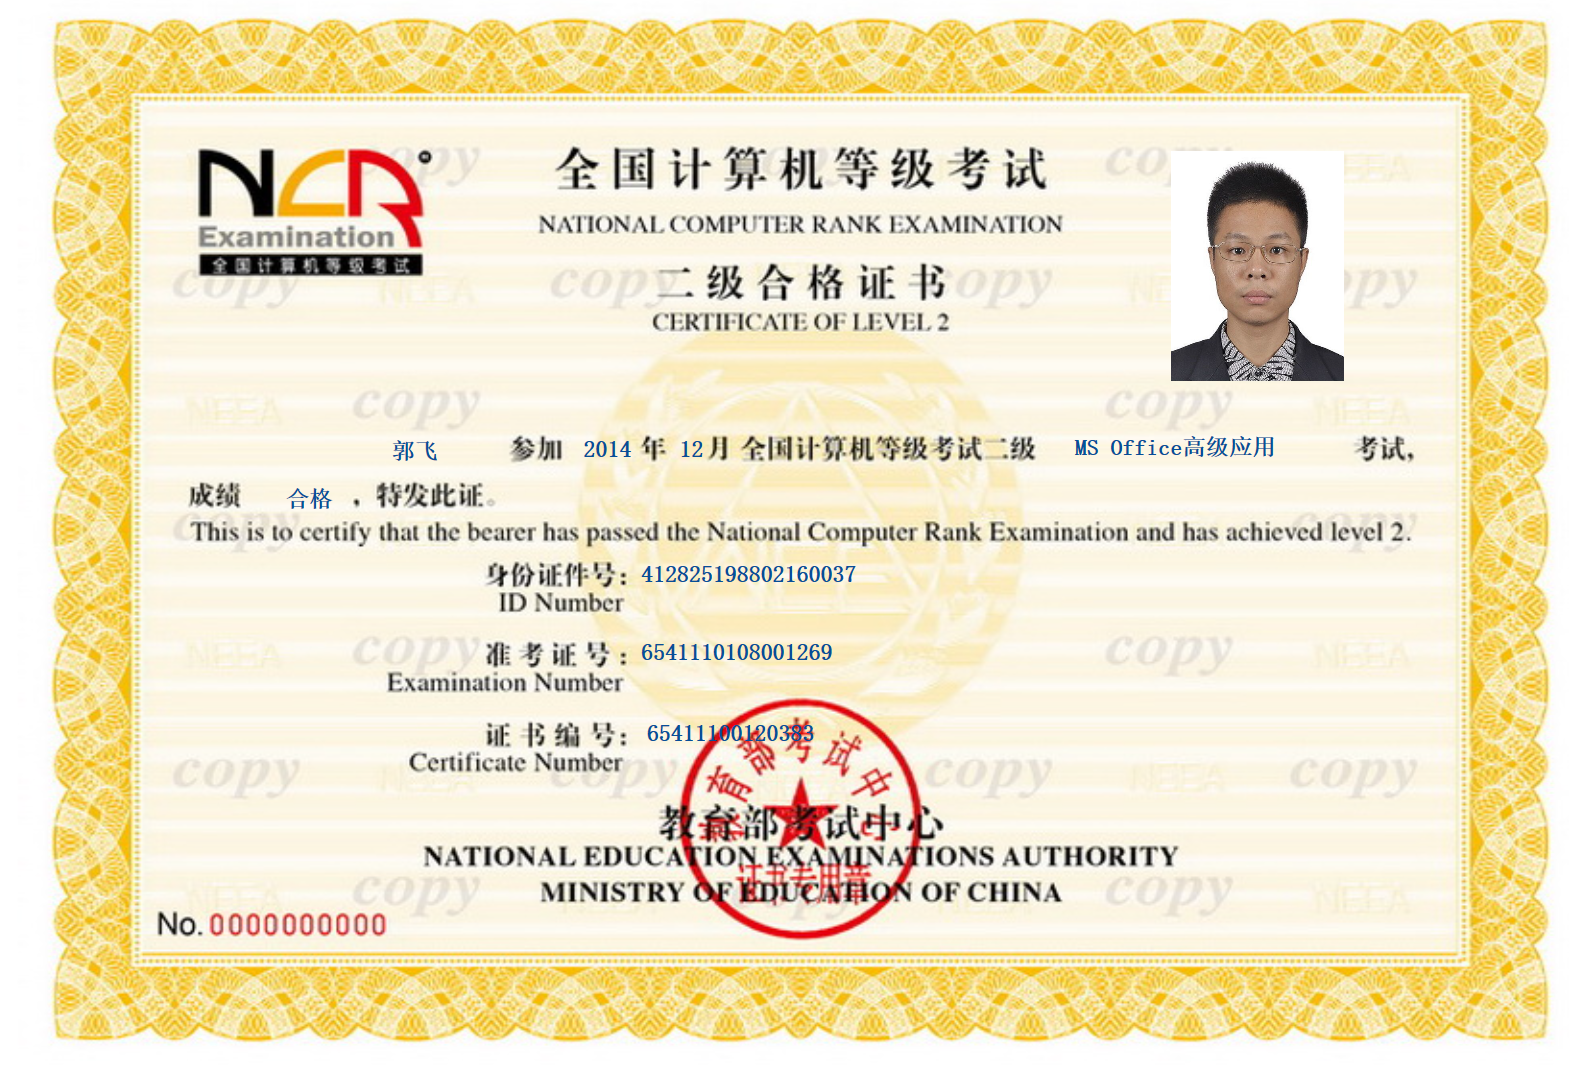 NCR
Examination
全国计算机等级考试
全国计算机等级考试
NATIONAL COMPUTER RANK EXAMINATION
二级合格证书
CERTIFICATE OF LEVEL 2
郭飞 参加 2014 年 12月 全国计算机等级考试二级 MS Office高级应用 考试,
成绩 合格 ，特发此证。
This is to certify that the bearer has passed the National Computer Rank Examination and has achieved level 2.
身份证件号： 412825198802160037
ID Number
准考证号： 6541110108001269
Examination Number
证书编号： 65411100120383
Certificate Number
教育部考试中心
NATIONAL EDUCATION EXAMINATIONS AUTHORITY
MINISTRY OF EDUCATION OF CHINA
教育部考试中心
证书专用章
No. 0000000000
copy
NEEA